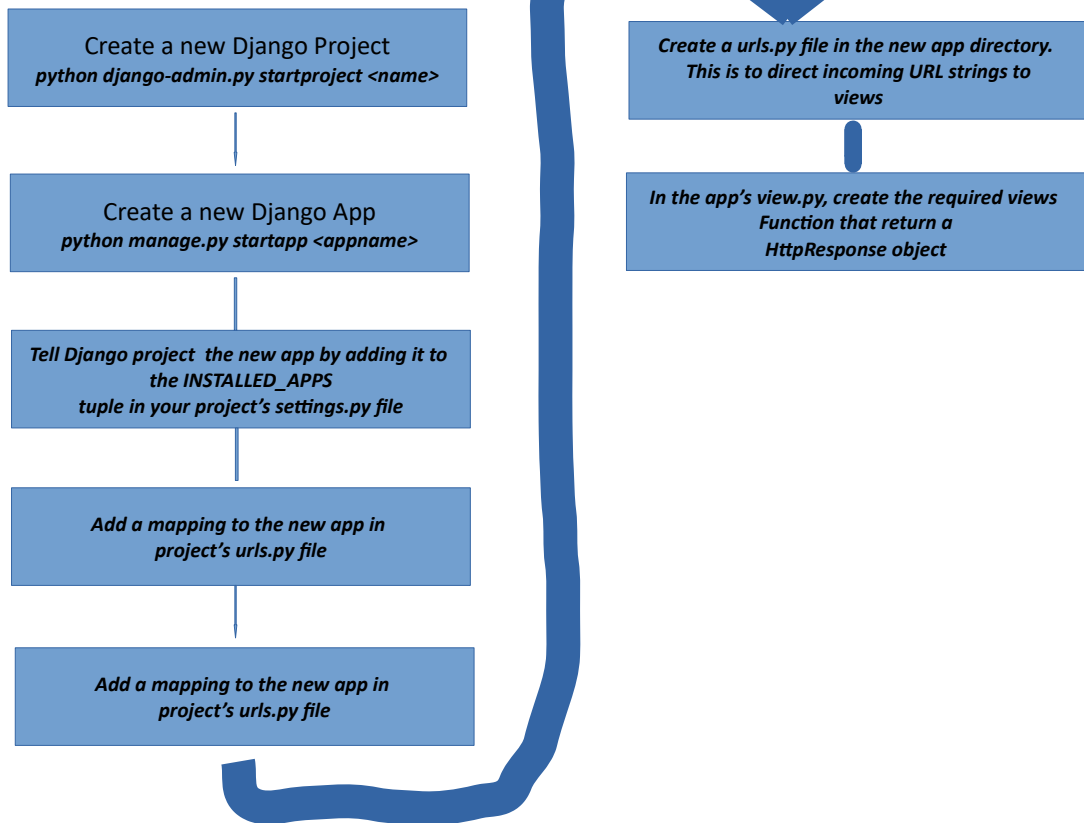 Create a new Django Project
python django-admin.py startproject <name>
Create a new Django App
python manage.py startapp <appname>
Tell Django project  the new app by adding it to
the INSTALLED_APPS
tuple in your project’s settings.py file
Add a mapping to the new app in
project’s urls.py file
Add a mapping to the new app in
project’s urls.py file
Create a urls.py file in the new app directory.
This is to direct incoming URL strings to
views
In the app’s view.py, create the required views
Function that return a
HttpResponse object